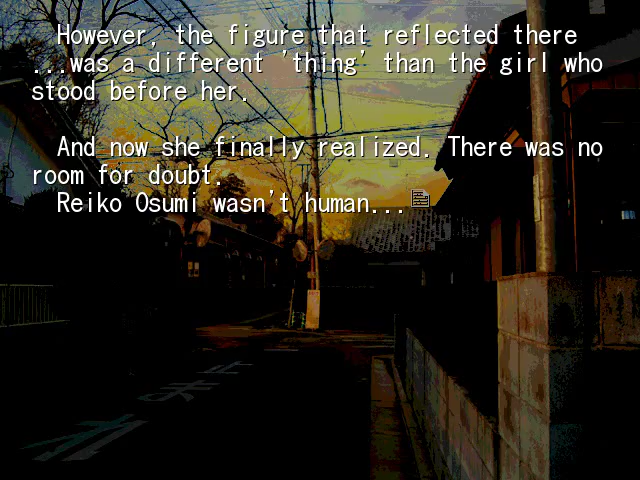 However, the figure that reflected there
...was a different 'thing' than the girl who
stood before her.
And now she finally realized. There was no
room for doubt.
Reiko Osumi wasn't human...